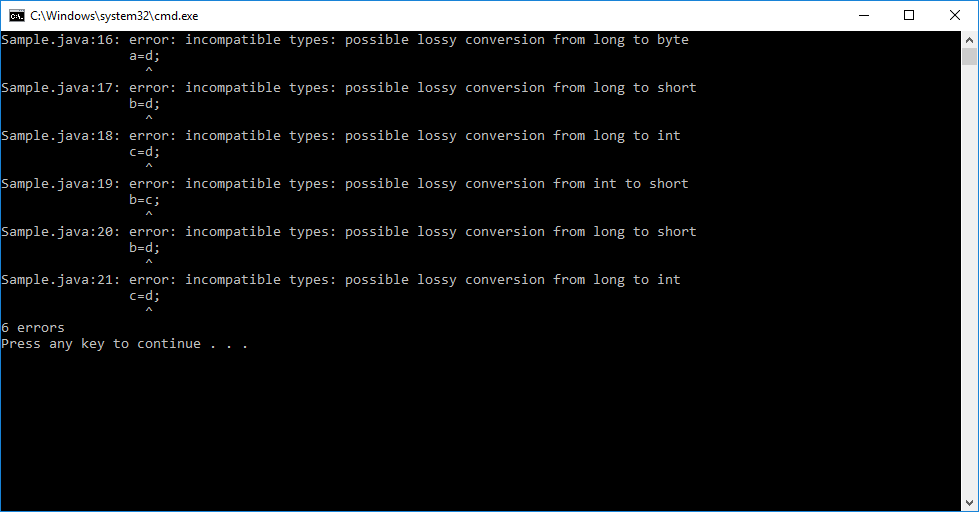 C:\Windows\system32\cmd.exe
Sample.java:16: error: incompatible types: possible lossy conversion from long to byte
                a=d;
                  ^
Sample.java:17: error: incompatible types: possible lossy conversion from long to short
                b=d;
                  ^
Sample.java:18: error: incompatible types: possible lossy conversion from long to int
                c=d;
                  ^
Sample.java:19: error: incompatible types: possible lossy conversion from int to short
                b=c;
                  ^
Sample.java:20: error: incompatible types: possible lossy conversion from long to short
                b=d;
                  ^
Sample.java:21: error: incompatible types: possible lossy conversion from long to int
                c=d;
                  ^
6 errors
Press any key to continue . . .